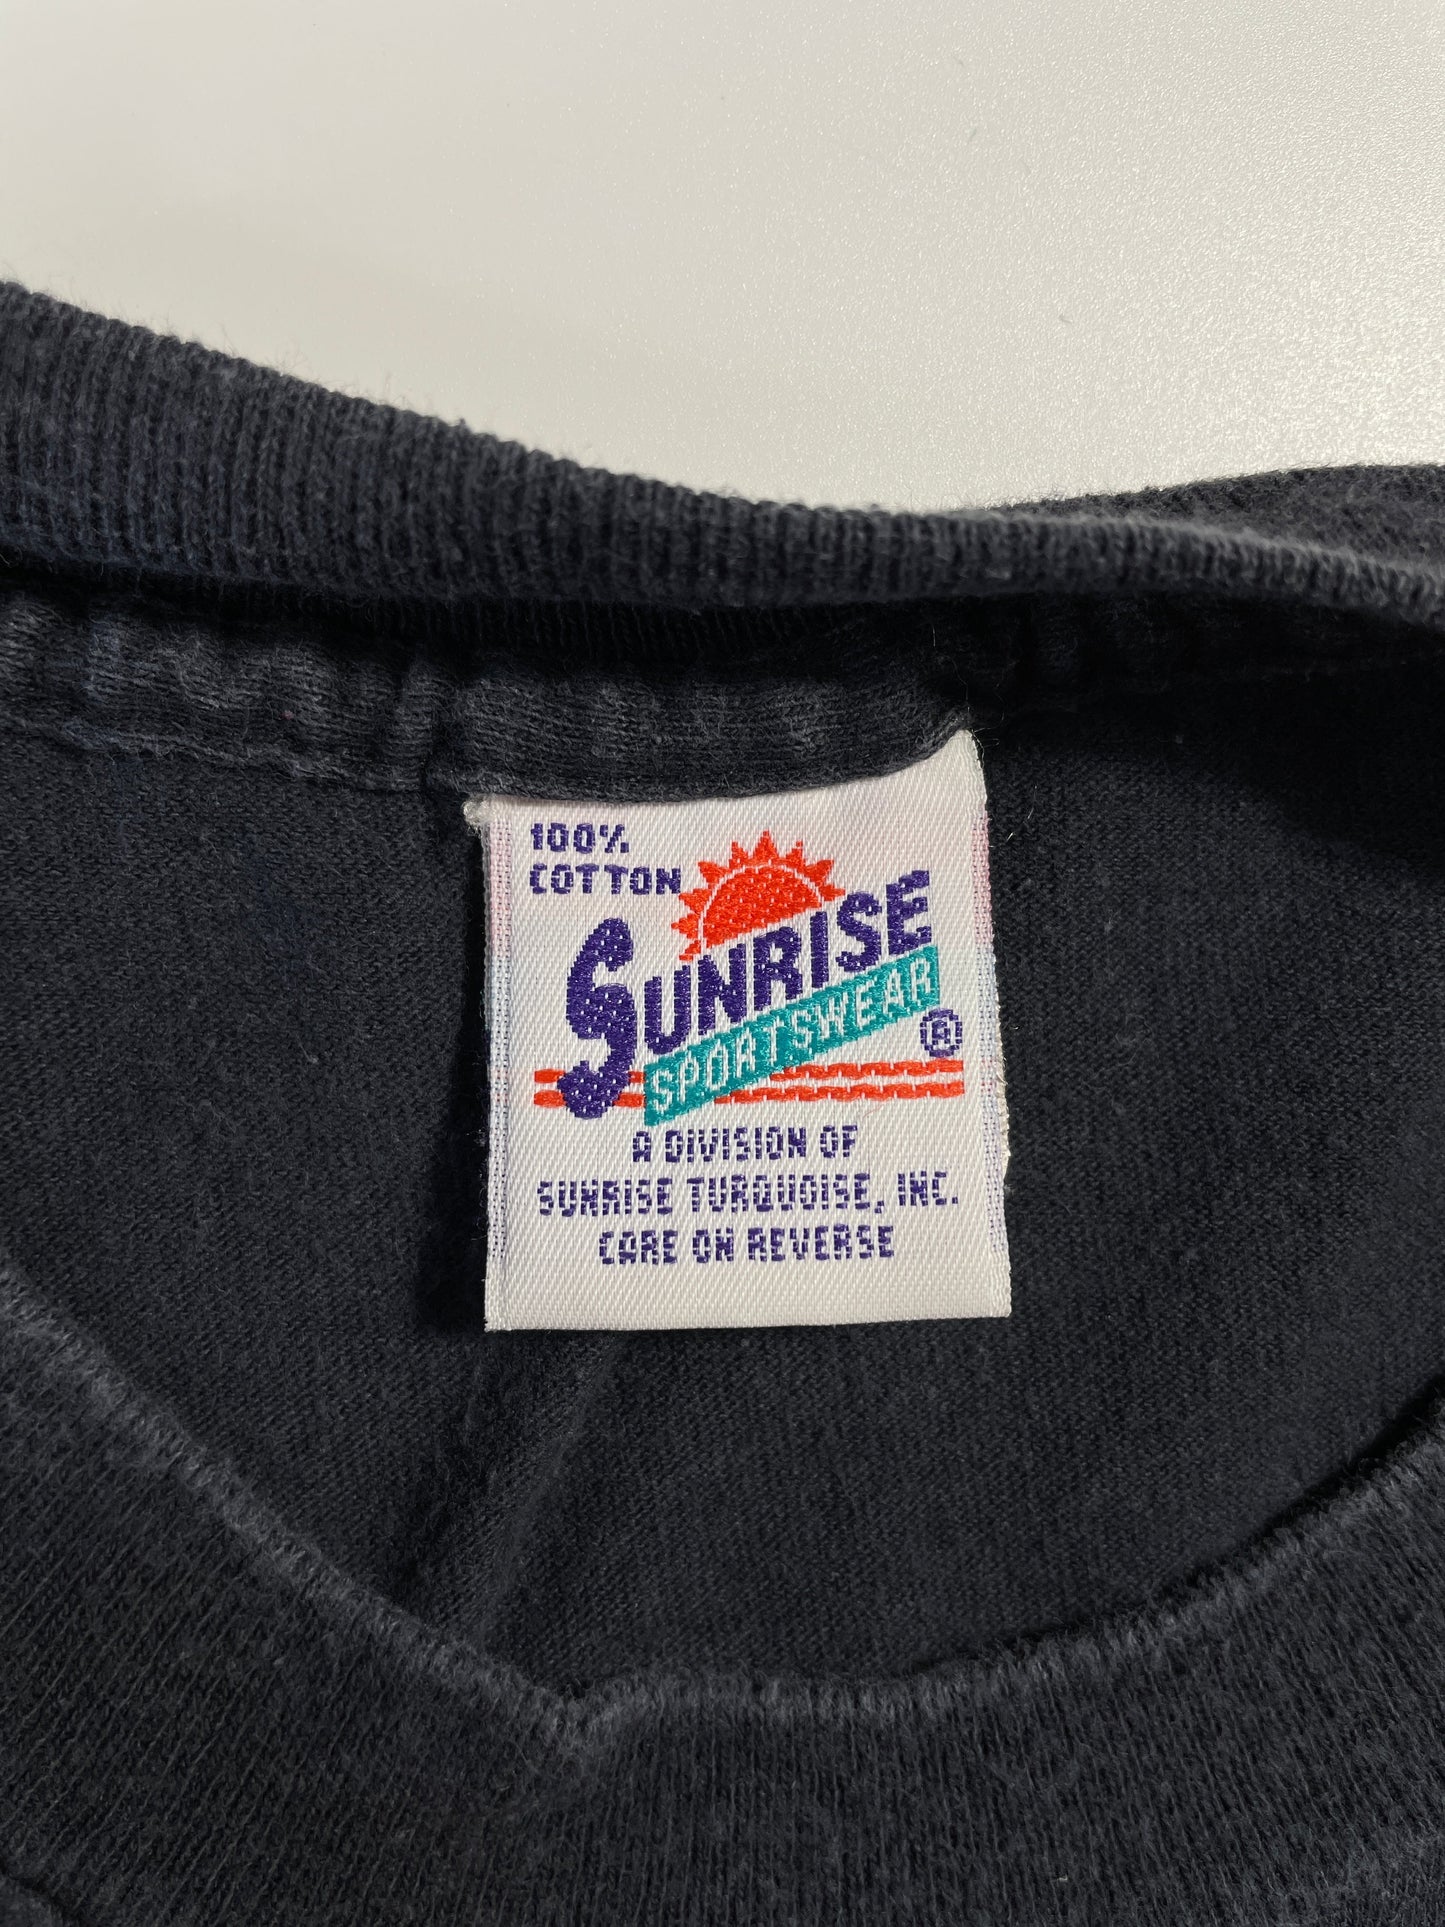 100%
COTTON
SUNRISE
SPORTSWEAR
®
A DIVISION OF
SUNRISE TURQUOISE, INC.
CARE ON REVERSE